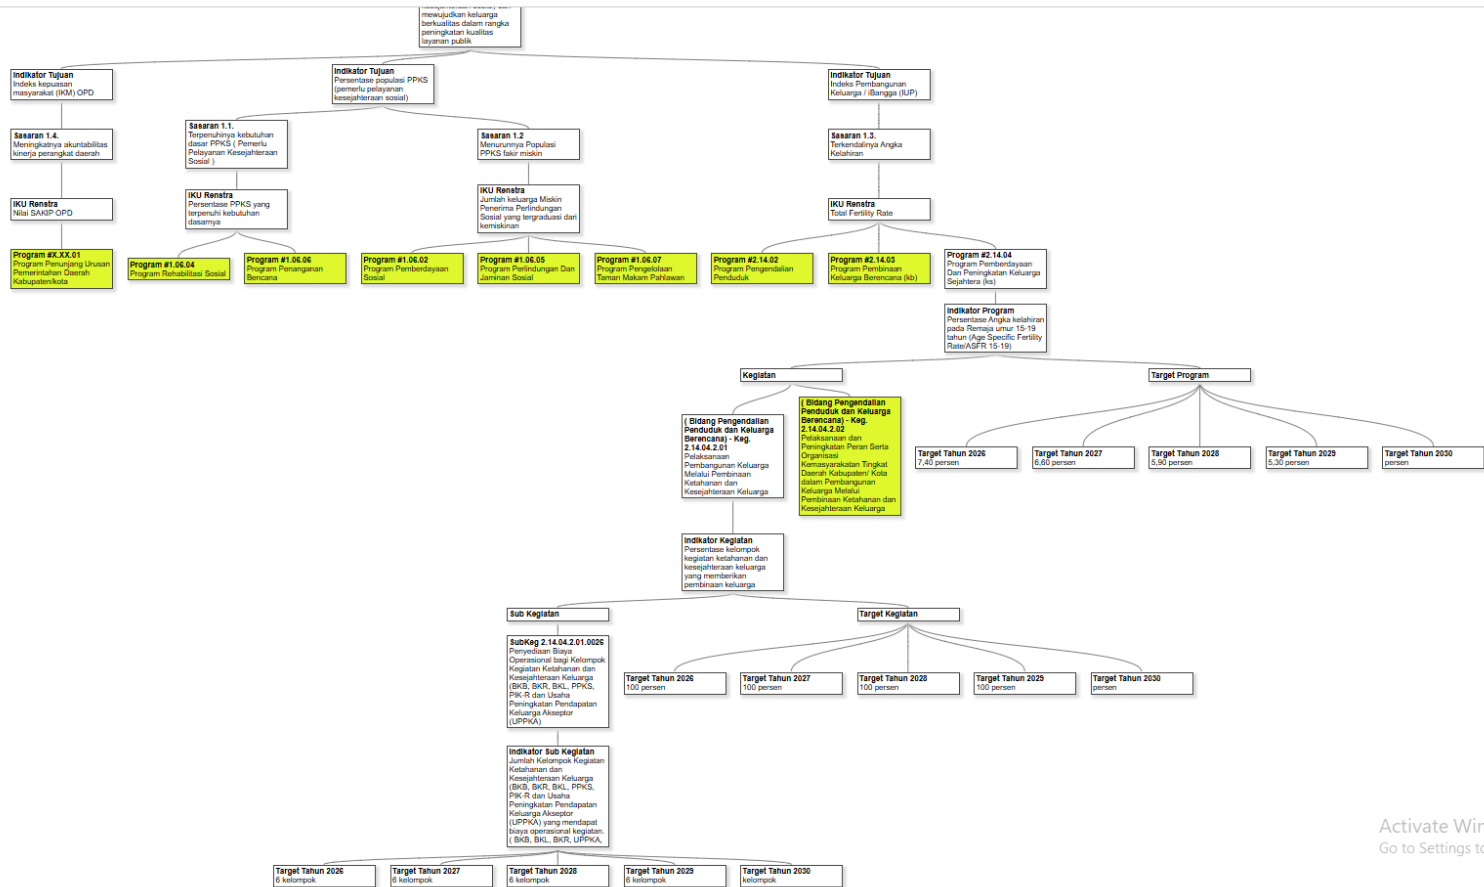 mewujudkan keluarga
berkualitas dalam rangka
peningkatan kualitas
layanan publik
Indikator Tujuan
Indeks kepuasan
masyarakat (IKM) OPD
Indikator Tujuan
Persentase populasi PPKS
(pemerlu pelayanan
kesejahteraan sosial)
Indikator Tujuan
Indeks Pembangunan
Keluarga / iBangga (IUP)
Sasaran 1.4.
Meningkatnya akuntabilitas
kinerja perangkat daerah
Sasaran 1.1.
Terpenuhinya kebutuhan
dasar PPKS ( Pemerlu
Pelayanan Kesejahteraan
Sosial )
Sasaran 1.2
Menurunnya Populasi
PPKS fakir miskin
Sasaran 1.3.
Terkendalinya Angka
Kelahiran
IKU Renstra
Nilai SAKIP OPD
IKU Renstra
Persentase PPKS yang
terpenuhi kebutuhan
dasarnya
IKU Renstra
Jumlah keluarga Miskin
Penerima Perlindungan
Sosial yang tergraduasi dari
kemiskinan
IKU Renstra
Total Fertility Rate
Program #X.XX.01
Program Penunjang Urusan
Pemerintahan Daerah
Kabupaten/kota
Program #1.06.04
Program Rehabilitasi Sosial
Program #1.06.06
Program Penanganan
Bencana
Program #1.06.02
Program Pemberdayaan
Sosial
Program #1.06.05
Program Perlindungan Dan
Jaminan Sosial
Program #1.06.07
Program Pengelolaan
Taman Makam Pahlawan
Program #2.14.02
Program Pengendalian
Penduduk
Program #2.14.03
Program Pembinaan
Keluarga Berencana (kb)
Program #2.14.04
Program Pemberdayaan
Dan Peningkatan Keluarga
Sejahtera (ks)
Indikator Program
Persentase Angka kelahiran
pada Remaja umur 15-19
tahun (Age Specific Fertility
Rate/ASFR 15-19)
Kegiatan
Target Program
( Bidang Pengendalian
Penduduk dan Keluarga
Berencana) - Keg.
2.14.04.2.01
Pelaksanaan
Pembangunan Keluarga
Melalui Pembinaan
Ketahanan dan
Kesejahteraan Keluarga
( Bidang Pengendalian
Penduduk dan Keluarga
Berencana) - Keg.
2.14.04.2.02
Pelaksanaan dan
Peningkatan Peran Serta
Organisasi
Kemasyarakatan Tingkat
Daerah Kabupaten/ Kota
dalam Pembangunan
Keluarga Melalui
Pembinaan Ketahanan dan
Kesejahteraan Keluarga
Target Tahun 2026
7,40 persen
Target Tahun 2027
6,60 persen
Target Tahun 2028
5,90 persen
Target Tahun 2029
5,30 persen
Target Tahun 2030
persen
Indikator Kegiatan
Persentase kelompok
kegiatan ketahanan dan
kesejahteraan keluarga
yang memberikan
pembinaan keluarga
Sub Kegiatan
Target Kegiatan
SubKeg 2.14.04.2.01.0026
Penyediaan Biaya
Operasional bagi Kelompok
Kegiatan Ketahanan dan
Kesejahteraan Keluarga
(BKB, BKR, BKL, PPKS,
PIK-R dan Usaha
Peningkatan Pendapatan
Keluarga Akseptor
(UPPKA)
Target Tahun 2026
100 persen
Target Tahun 2027
100 persen
Target Tahun 2028
100 persen
Target Tahun 2029
100 persen
Target Tahun 2030
persen
Indikator Sub Kegiatan
Jumlah Kelompok Kegiatan
Ketahanan dan
Kesejahteraan Keluarga
(BKB, BKR, BKL, PPKS,
PIK-R dan Usaha
Peningkatan Pendapatan
Keluarga Akseptor
(UPPKA) yang mendapat
biaya operasional kegiatan.
( BKB, BKL, BKR, UPPKA,
Target Tahun 2026
6 kelompok
Target Tahun 2027
6 kelompok
Target Tahun 2028
6 kelompok
Target Tahun 2029
6 kelompok
Target Tahun 2030
kelompok
Activate Win
Go to Settings to